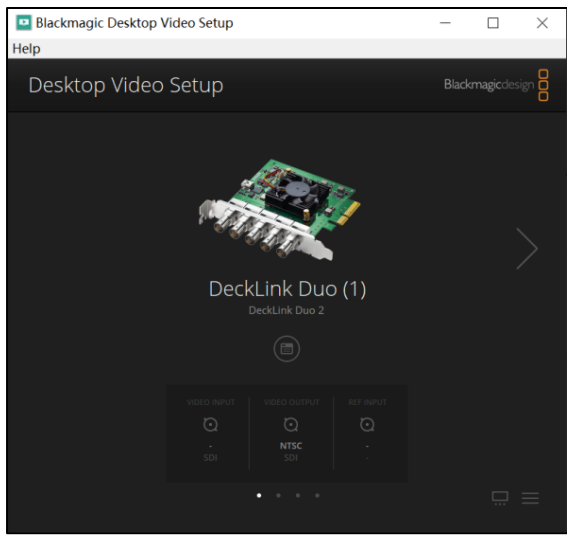 Blackmagic Desktop Video Setup
Help
Desktop Video Setup
Blackmagicdesign
DeckLink Duo (1)
DeckLink Duo 2
VIDEO INPUT VIDEO OUTPUT REF INPUT
- NTSC -
SDI SDI -